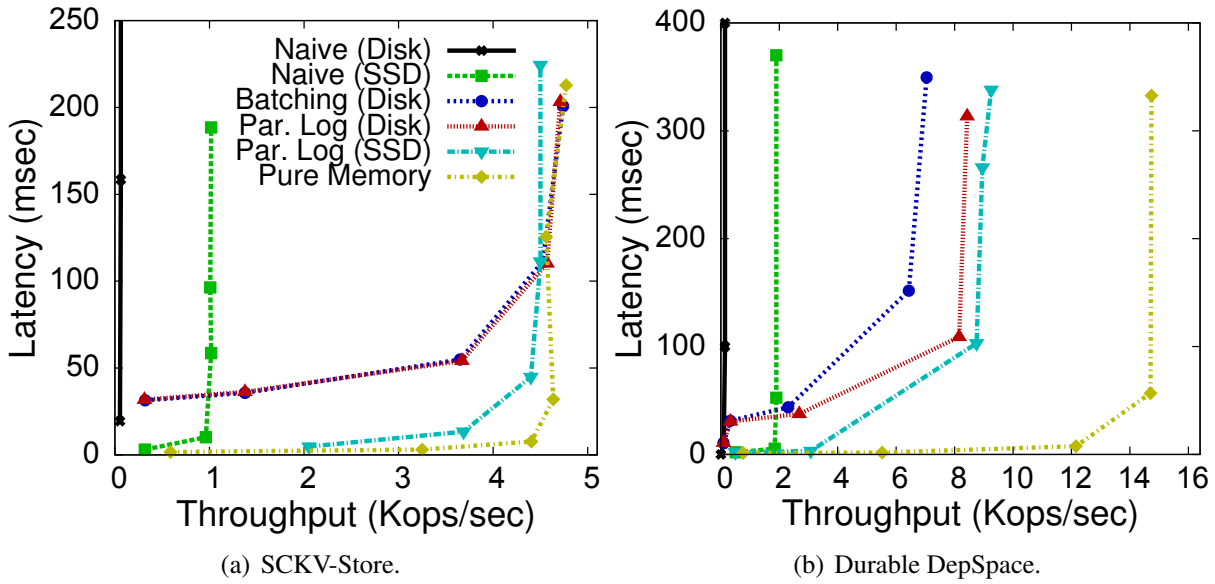 250
200
150
100
50
0
Latency (msec)
Naive (Disk)
Naive (SSD)
Batching (Disk)
Par. Log (Disk)
Par. Log (SSD)
Pure Memory
0 1 2 3 4 5
Throughput (Kops/sec)
(a) SCKV-Store.
400
300
200
100
0
Latency (msec)
0 2 4 6 8 10 12 14 16
Throughput (Kops/sec)
(b) Durable DepSpace.